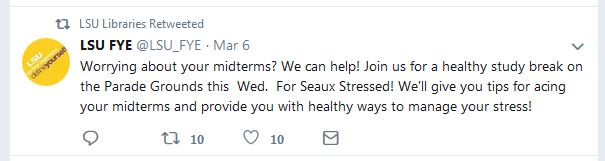 LSU Libraries Retweeted
LSU FYE @LSU_FYE · Mar 6
LSU
defineyourself
Worrying about your midterms? We can help! Join us for a healthy study break on
the Parade Grounds this  Wed.  For Seaux Stressed! We'll give you tips for acing
your midterms and provide you with healthy ways to manage your stress!
10 10